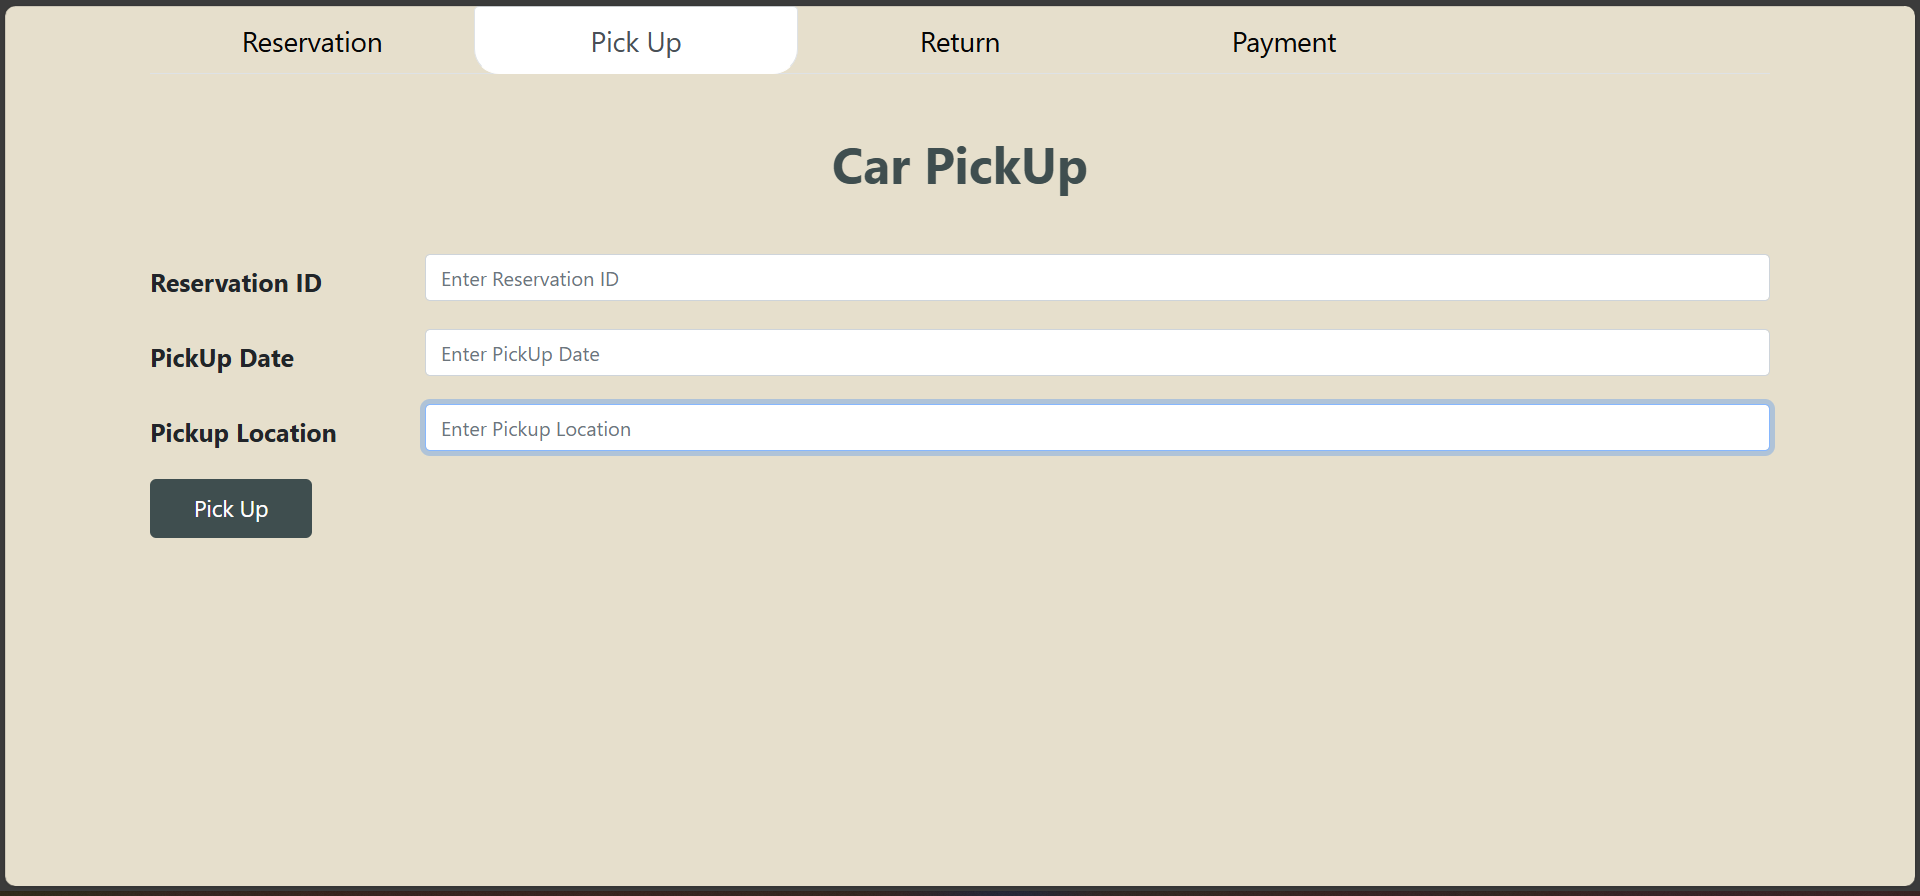 Reservation Pick Up Return Payment
Car PickUp
Reservation ID Enter Reservation ID
PickUp Date Enter PickUp Date
Pickup Location Enter Pickup Location
Pick Up